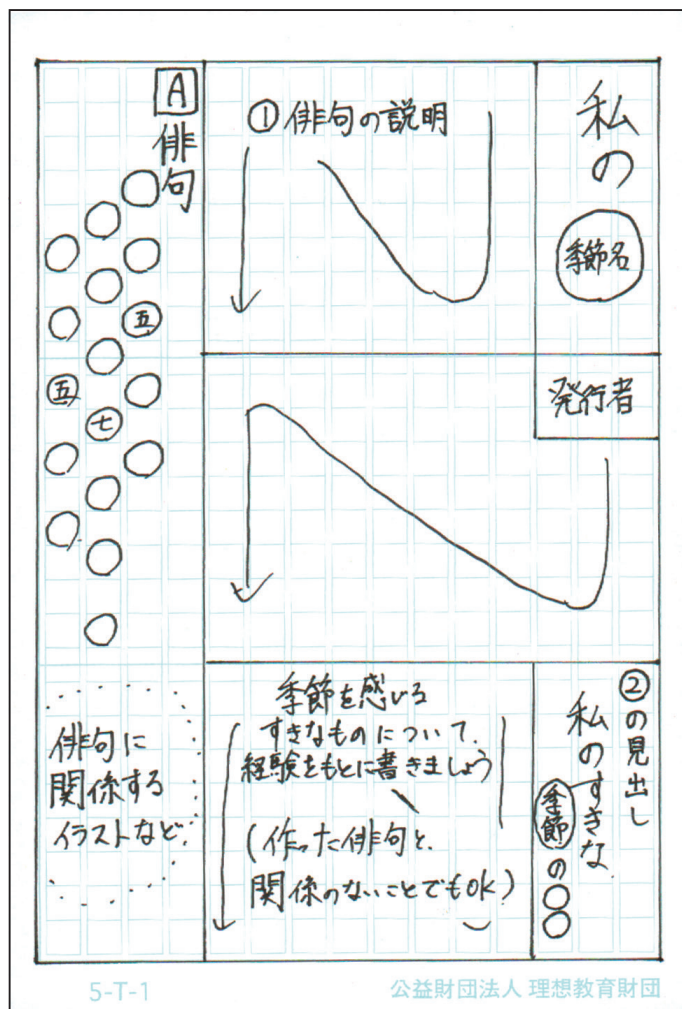 私の
季節名
発行者
①俳句の説明
A
俳句
五
七
五
俳句に
関係する
イラストなど
②の見出し
私のすきな
季節の○○
季節を感じる
すきなものについて、
経験をもとに書きましょう
(作った俳句と、
関係のないことでもOK)
5-T-1
公益財団法人 理想教育財団